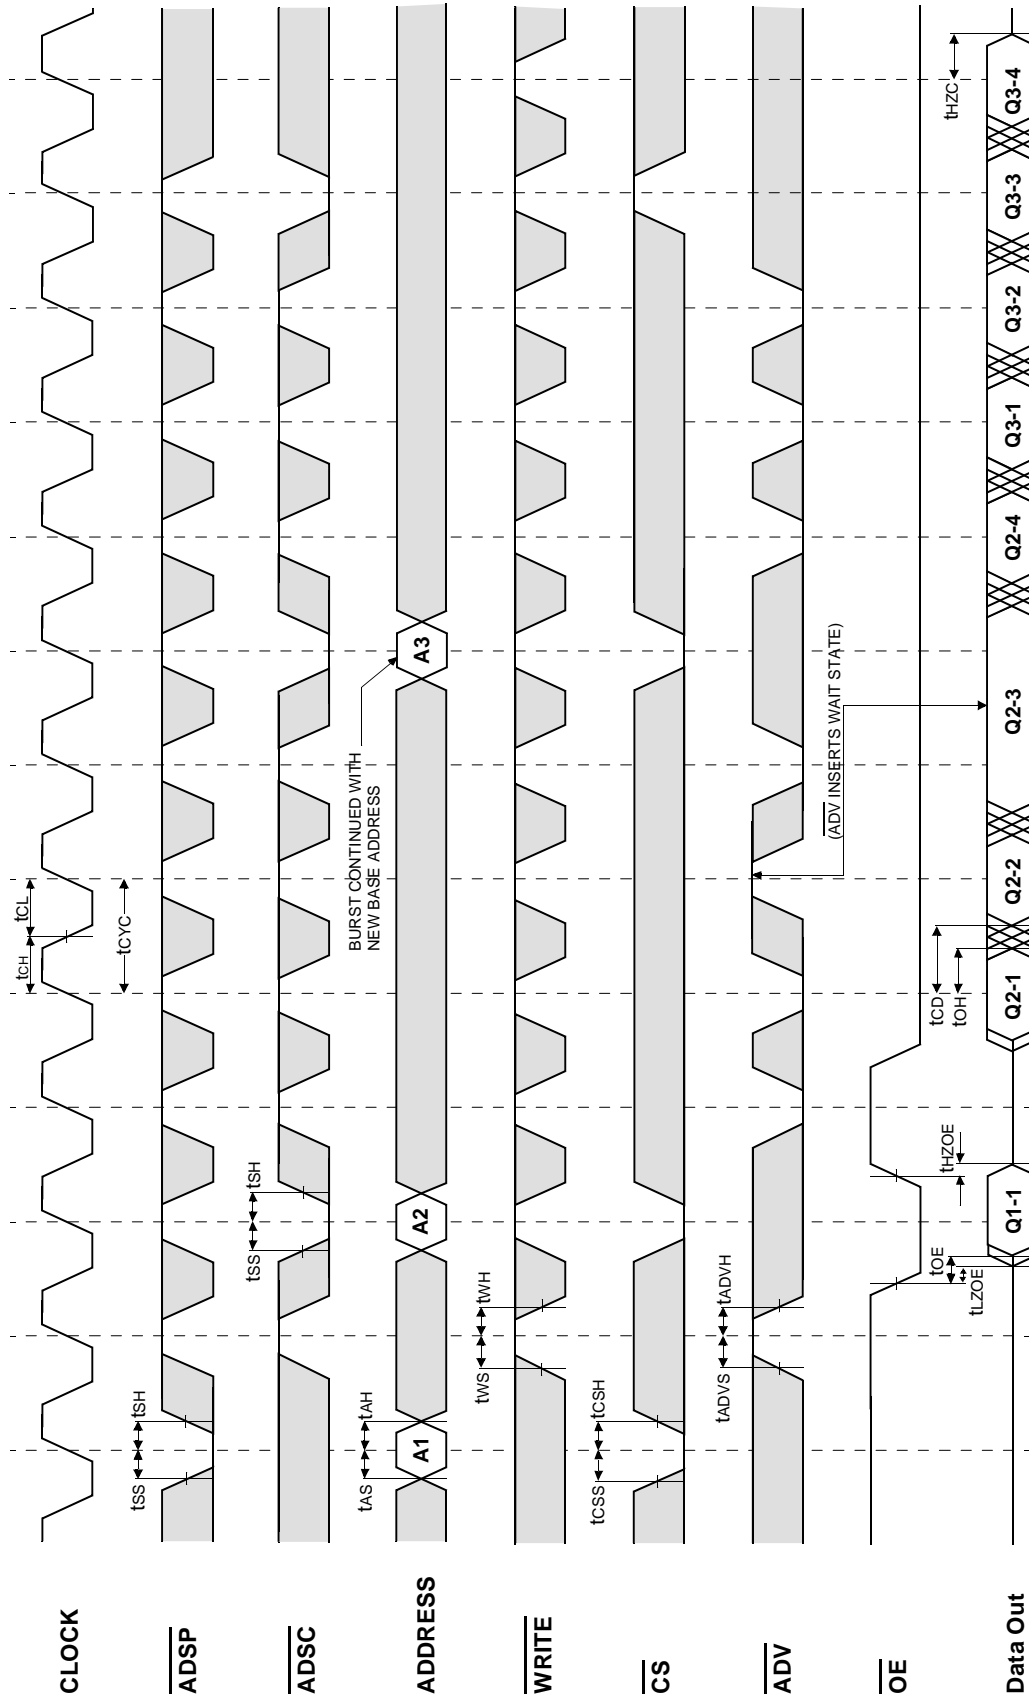 CLOCK
tCH
tCL
tCYC
ADSP
tSS
tSH
ADSC
tSS
tSH
ADDRESS
tAS
tAH
A1
A2
A3
BURST CONTINUED WITH
NEW BASE ADDRESS
WRITE
tWS
tWH
CS
tCSS
tCSH
ADV
tADVS
tADVH
(ADV INSERTS WAIT STATE)
OE
tOE
tLZOE
tHZOE
tCD
tOH
tHZC
Data Out
Q1-1
Q2-1
Q2-2
Q2-3
Q2-4
Q3-1
Q3-2
Q3-3
Q3-4